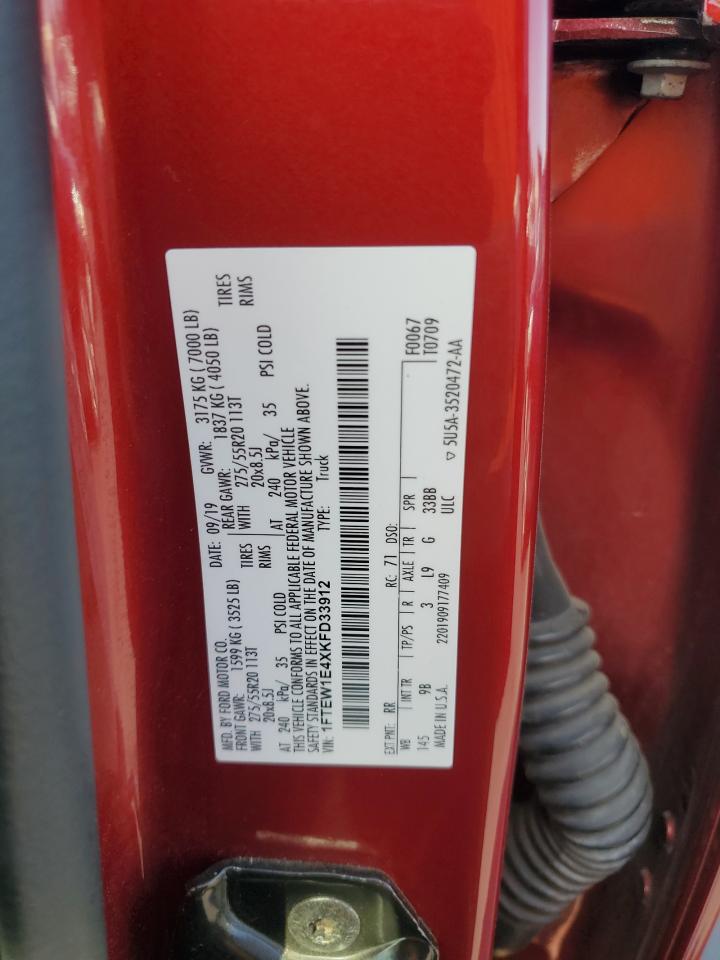 MFD. BY FORD MOTOR CO. DATE: 09/19 GVWR: 3175 KG ( 7000 LB)
FRONT GAWR: 1599 KG ( 3525 LB) REAR GAWR: 1837 KG ( 4050 LB)
WITH 275/55R20 113T TIRES WITH 275/55R20 113T TIRES
20x8.5J RIMS 20x8.5J RIMS
AT 240 kPa/ 35 PSI COLD AT 240 kPa/ 35 PSI COLD
THIS VEHICLE CONFORMS TO ALL APPLICABLE FEDERAL MOTOR VEHICLE
SAFETY STANDARDS IN EFFECT ON THE DATE OF MANUFACTURE SHOWN ABOVE.
VIN: 1FTEW1E4XKFD33912 TYPE: Truck
EXT PNT: RR RC: 71 DSO: F0067
WB INT TR TP/PS R AXLE TR SPR T0709
145 9B 3 L9 G 33BB
MADE IN U.S.A. 2201909177409 ULC
▽ 5U5A-3520472-AA